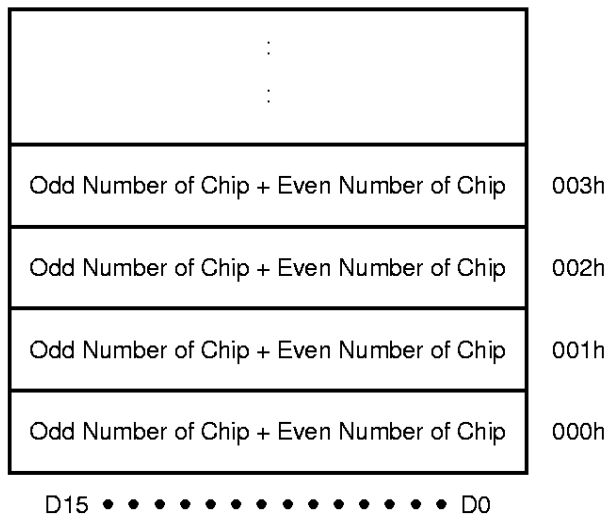 :
:
Odd Number of Chip + Even Number of Chip 003h
Odd Number of Chip + Even Number of Chip 002h
Odd Number of Chip + Even Number of Chip 001h
Odd Number of Chip + Even Number of Chip 000h
D15 ● ● ● ● ● ● ● ● ● ● ● ● ● ● D0